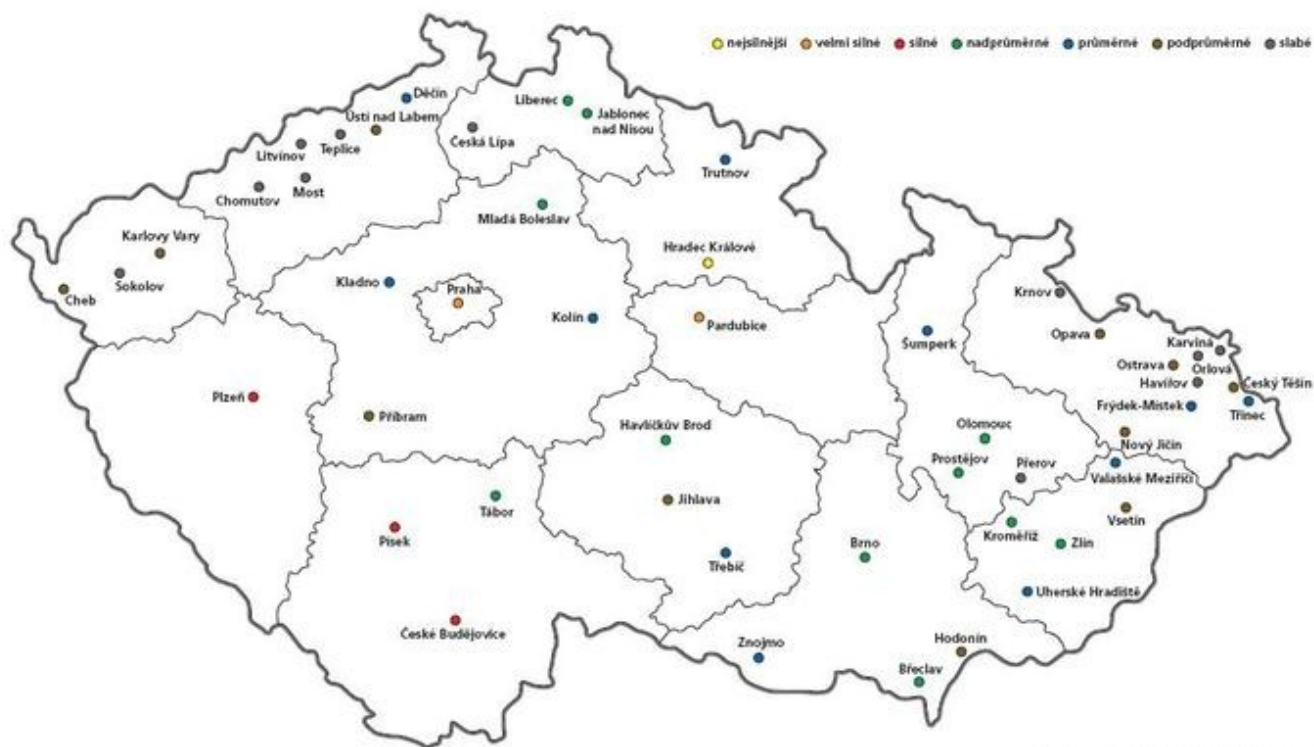 nejsilnější velmi silné silné nadprůměrné průměrné podprůměrné slabé
Děčín
Ústí nad Labem
Teplice
Litvínov
Most
Chomutov
Liberec
Jablonec
nad Nisou
Česká Lípa
Trutnov
Mladá Boleslav
Karlovy Vary
Sokolov
Cheb
Hradec Králové
Kladno
Praha
Kolín
Pardubice
Krnov
Opava
Šumperk
Karviná
Orlová
Ostrava
Havířov
Český Těšín
Frýdek-Místek
Třinec
Nový Jičín
Plzeň
Příbram
Havlíčkův Brod
Olomouc
Prostějov
Přerov
Valašské Meziříčí
Jihlava
Tábor
Písek
Vsetín
Kroměříž
Zlín
Brno
Třebíč
Uherské Hradiště
České Budějovice
Znojmo
Hodonín
Břeclav